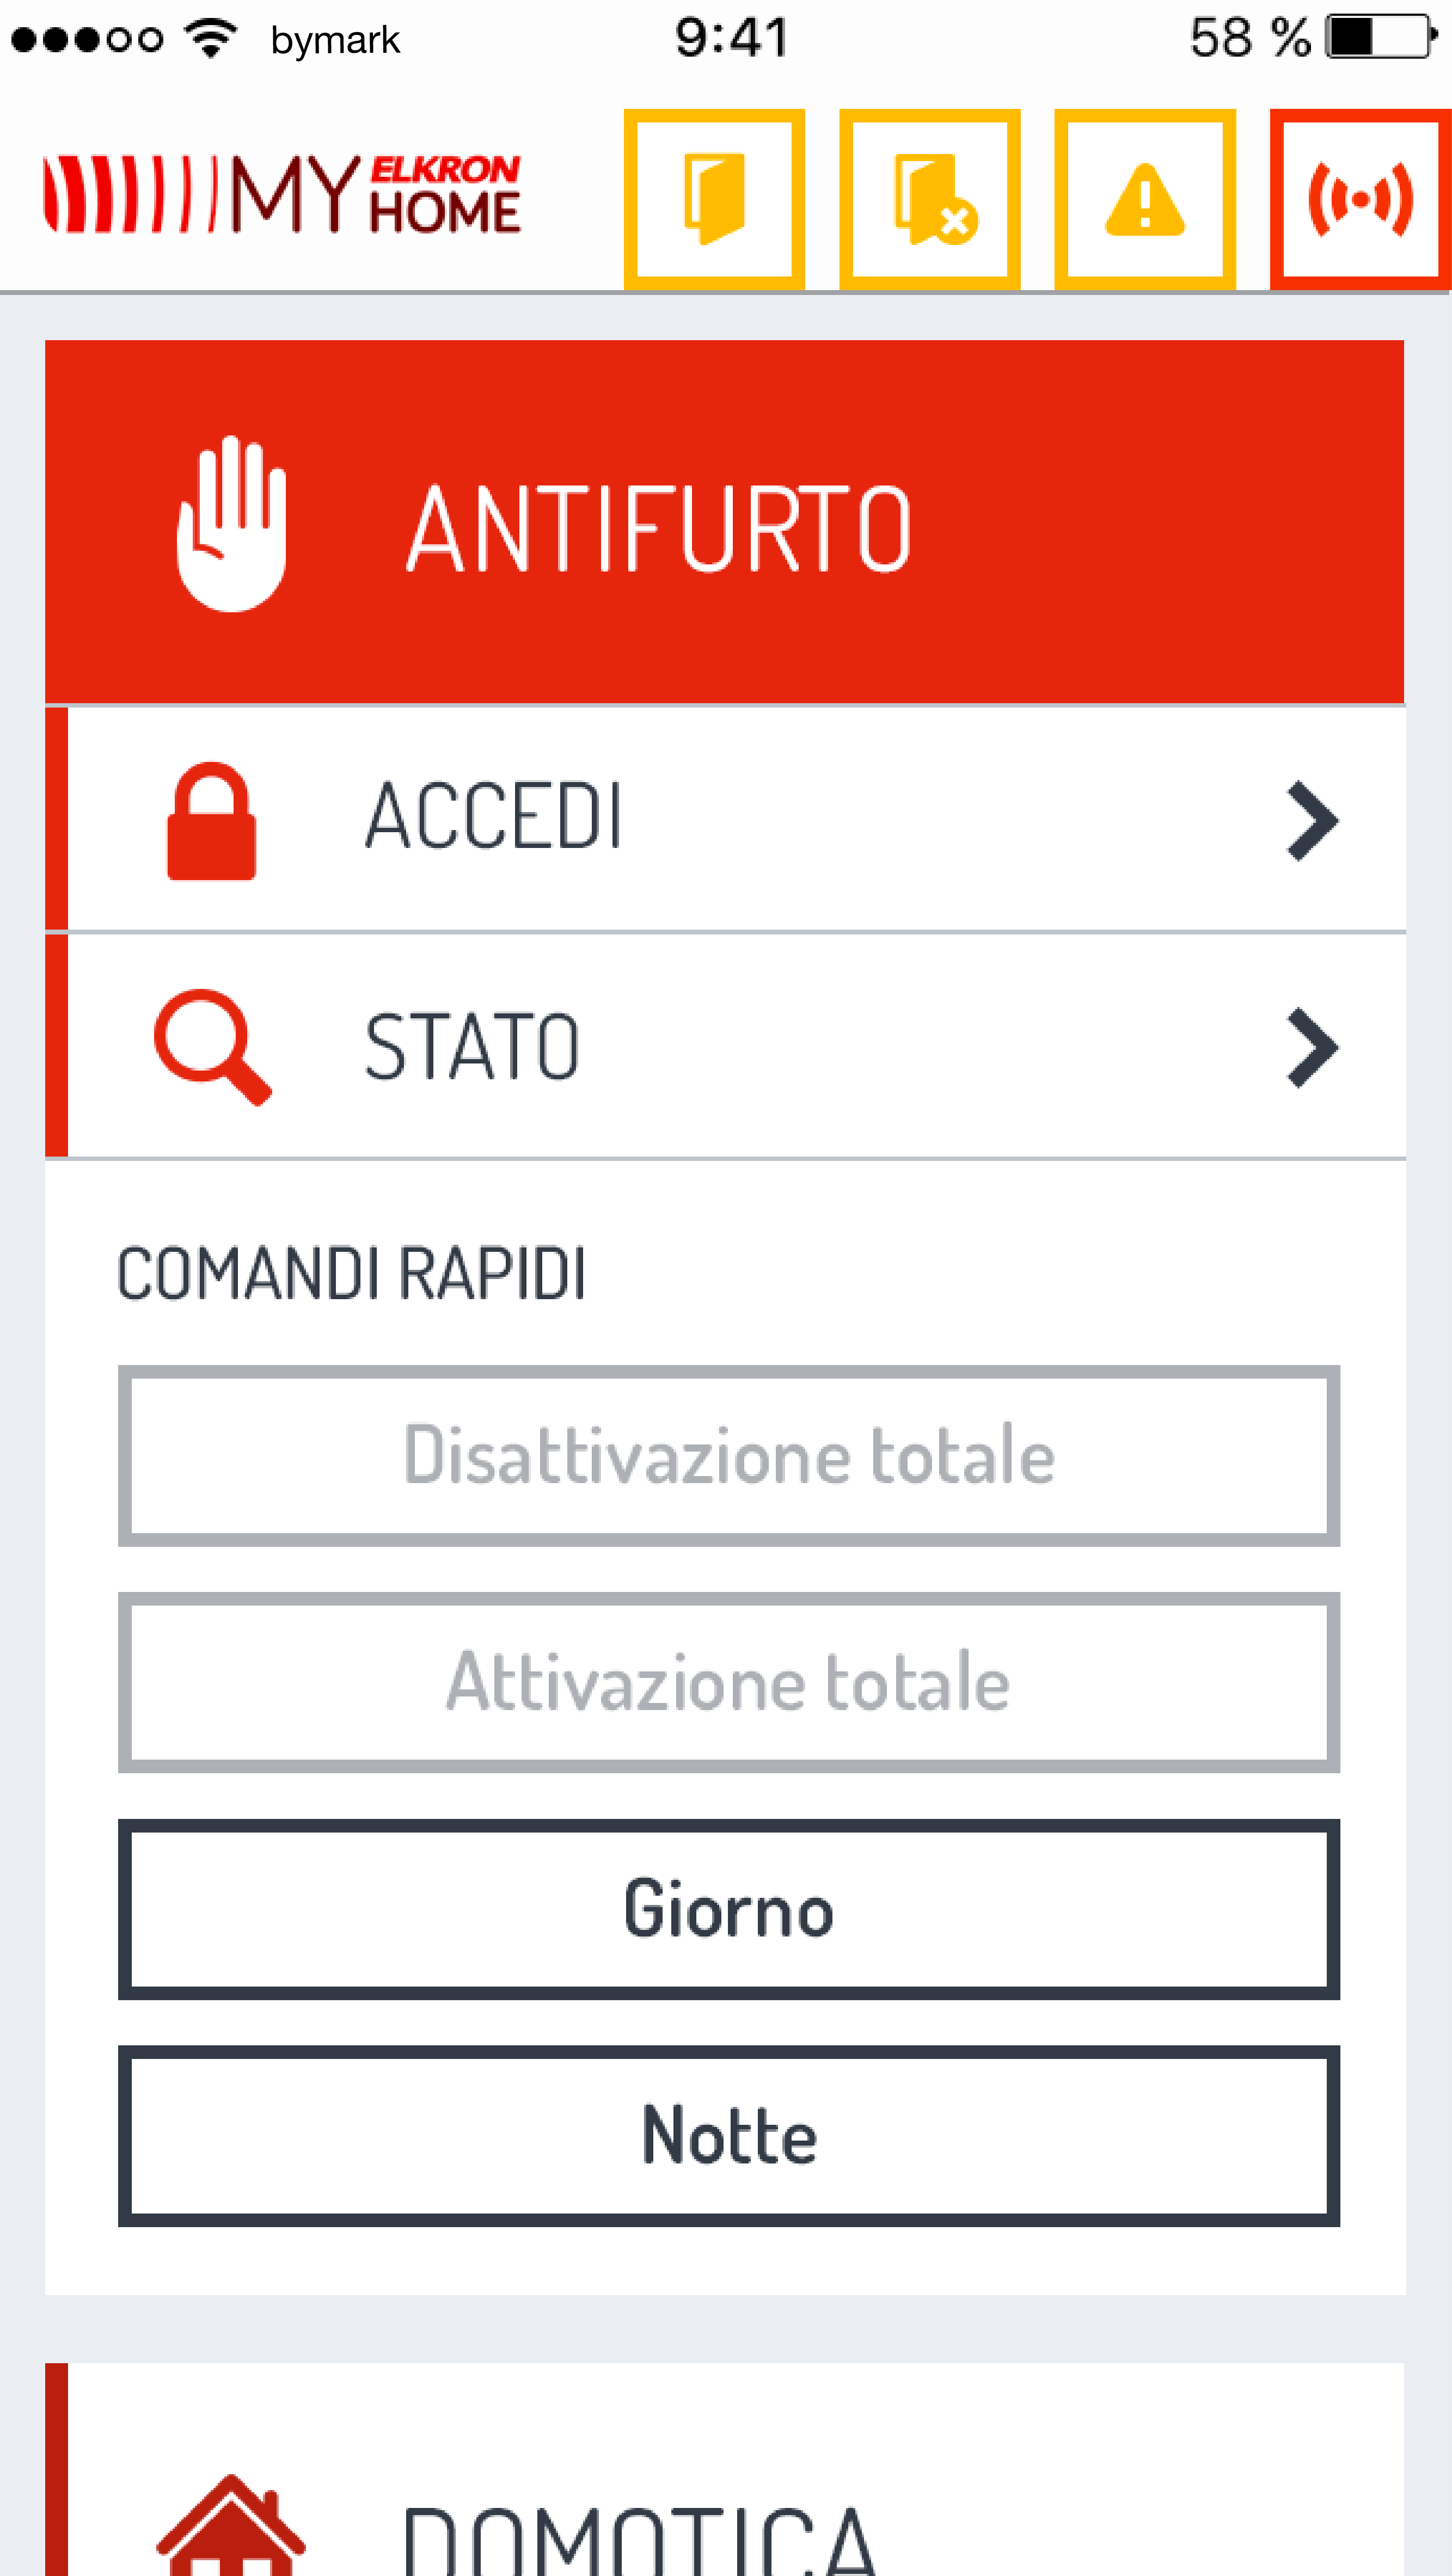 bymark 9:41 58 %
MY ELKRON HOME
ANTIFURTO
ACCEDI
STATO
COMANDI RAPIDI
Disattivazione totale
Attivazione totale
Giorno
Notte
DOMOTICA